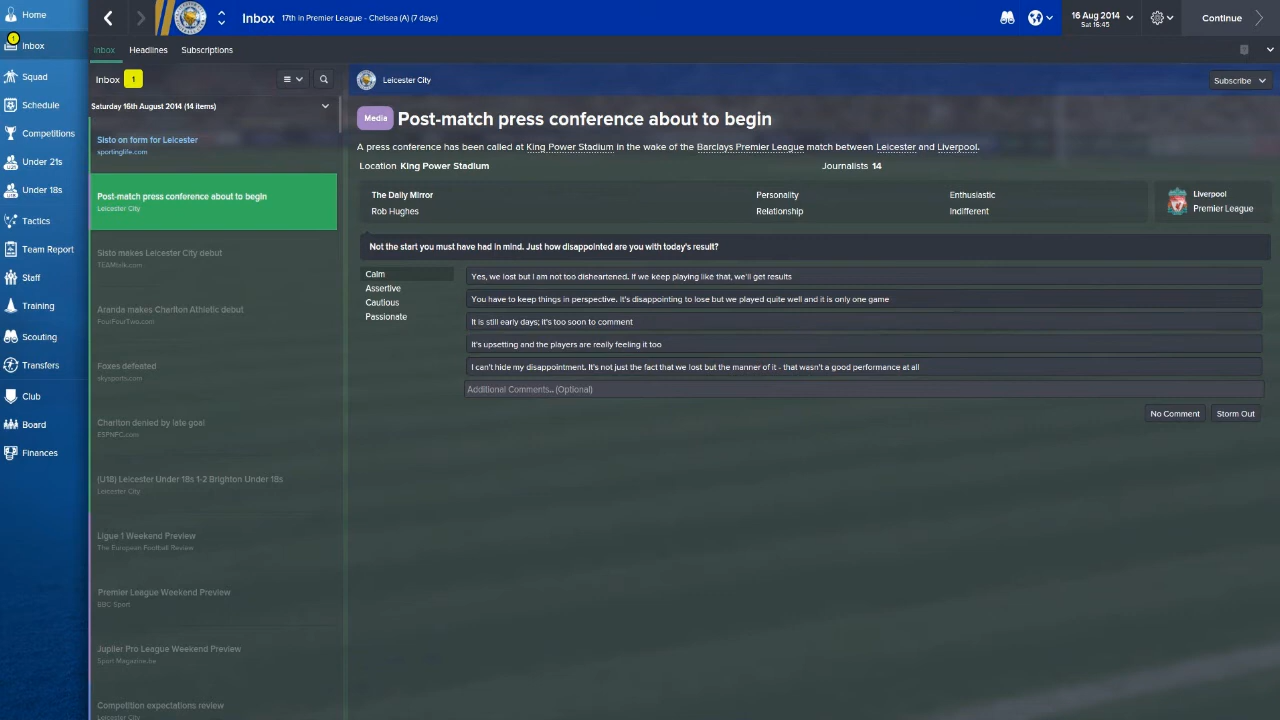 Home
Inbox
Squad
Schedule
Competitions
Under 21s
Under 18s
Tactics
Team Report
Staff
Training
Scouting
Transfers
Club
Board
Finances
1
Inbox 17th in Premier League - Chelsea (A) (7 days)
16 Aug 2014
Sat 16:45
Continue
Inbox Headlines Subscriptions
Inbox 1
Saturday 16th August 2014 (14 items)
Sisto on form for Leicester
sportinglife.com
Post-match press conference about to begin
Leicester City
Sisto makes Leicester City debut
TEAMtalk.com
Aranda makes Charlton Athletic debut
FourFourTwo.com
Foxes defeated
skysports.com
Charlton denied by late goal
ESPNFC.com
(U18) Leicester Under 18s 1-2 Brighton Under 18s
Leicester City
Ligue 1 Weekend Preview
The European Football Review
Premier League Weekend Preview
BBC Sport
Jupiler Pro League Weekend Preview
Sport Magazine.be
Competition expectations review
Leicester City
Leicester City
Subscribe
Media Post-match press conference about to begin
A press conference has been called at King Power Stadium in the wake of the Barclays Premier League match between Leicester and Liverpool.
Location King Power Stadium Journalists 14
The Daily Mirror Personality Enthusiastic
Rob Hughes Relationship Indifferent
Liverpool
Premier League
Not the start you must have had in mind. Just how disappointed are you with today's result?
Calm
Assertive
Cautious
Passionate
Yes, we lost but I am not too disheartened. If we keep playing like that, we'll get results
You have to keep things in perspective. It's disappointing to lose but we played quite well and it is only one game
It is still early days; it's too soon to comment
It's upsetting and the players are really feeling it too
I can't hide my disappointment. It's not just the fact that we lost but the manner of it - that wasn't a good performance at all
Additional Comments.. (Optional)
No Comment Storm Out